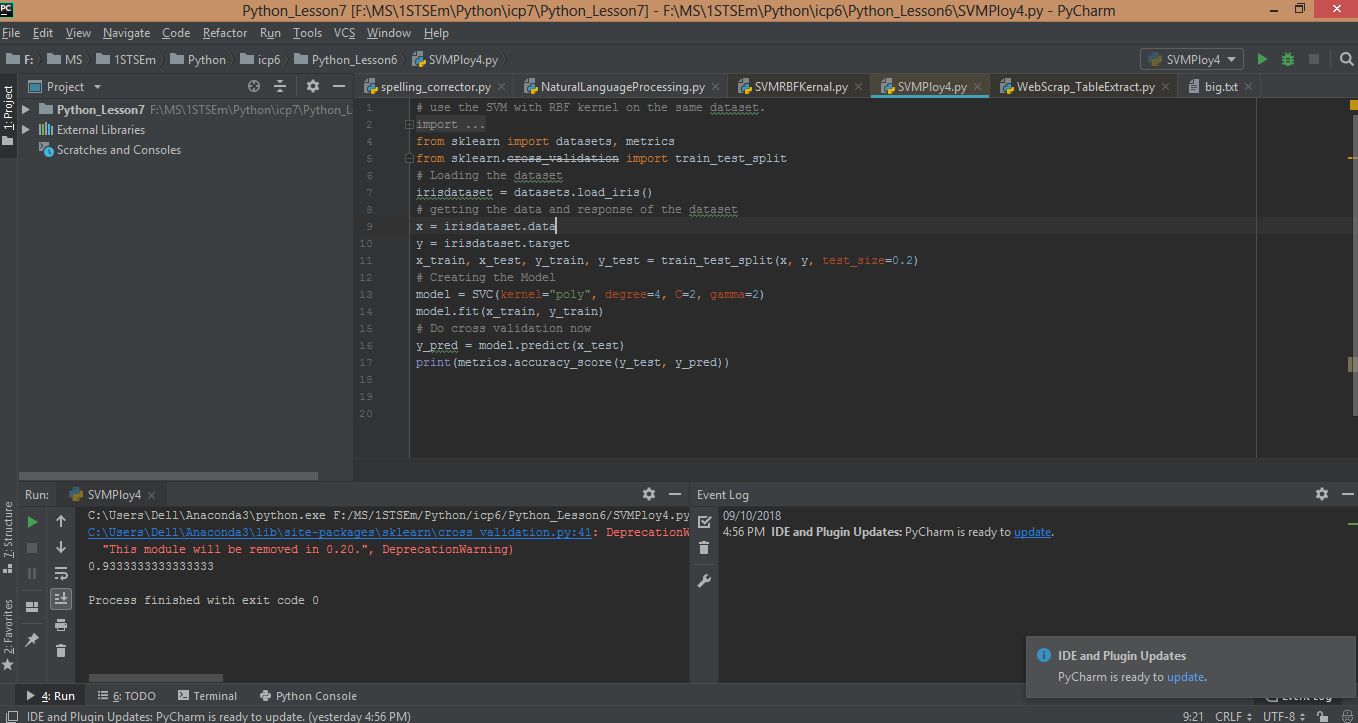 PC
Python_Lesson7 [F:\MS\1STSEm\Python\icp7\Python_Lesson7] - F:\MS\1STSEm\Python\icp6\Python_Lesson6\SVMPloy4.py - PyCharm
File Edit View Navigate Code Refactor Run Tools VCS Window Help
F: MS 1STSEm Python icp6 Python_Lesson6 SVMPloy4.py
SVMPloy4
1: Project
Project
spelling_corrector.py NaturalLanguageProcessing.py SVMRBFKernal.py SVMPloy4.py WebScrap_TableExtract.py big.txt
Python_Lesson7 F:\MS\1STSEm\Python\icp7\Python_L
External Libraries
Scratches and Consoles
1 # use the SVM with RBF kernel on the same dataset.
2 import ...
4 from sklearn import datasets, metrics
5 from sklearn.cross_validation import train_test_split
6 # Loading the dataset
7 irisdataset = datasets.load_iris()
8 # getting the data and response of the dataset
9 x = irisdataset.data
10 y = irisdataset.target
11 x_train, x_test, y_train, y_test = train_test_split(x, y, test_size=0.2)
12 # Creating the Model
13 model = SVC(kernel="poly", degree=4, C=2, gamma=2)
14 model.fit(x_train, y_train)
15 # Do cross validation now
16 y_pred = model.predict(x_test)
17 print(metrics.accuracy_score(y_test, y_pred))
18
19
20
Run: SVMPloy4
C:\Users\Dell\Anaconda3\python.exe F:/MS/1STSEm/Python/icp6/Python_Lesson6/SVMPloy4.py
C:\Users\Dell\Anaconda3\lib\site-packages\sklearn\cross_validation.py:41: DeprecationW
"This module will be removed in 0.20.", DeprecationWarning)
0.9333333333333333
Process finished with exit code 0
Event Log
09/10/2018
4:56 PM IDE and Plugin Updates: PyCharm is ready to update.
7: Structure
2: Favorites
IDE and Plugin Updates
PyCharm is ready to update.
4: Run 6: TODO Terminal Python Console Event Log
IDE and Plugin Updates: PyCharm is ready to update. (yesterday 4:56 PM)
9:21 CRLF UTF-8